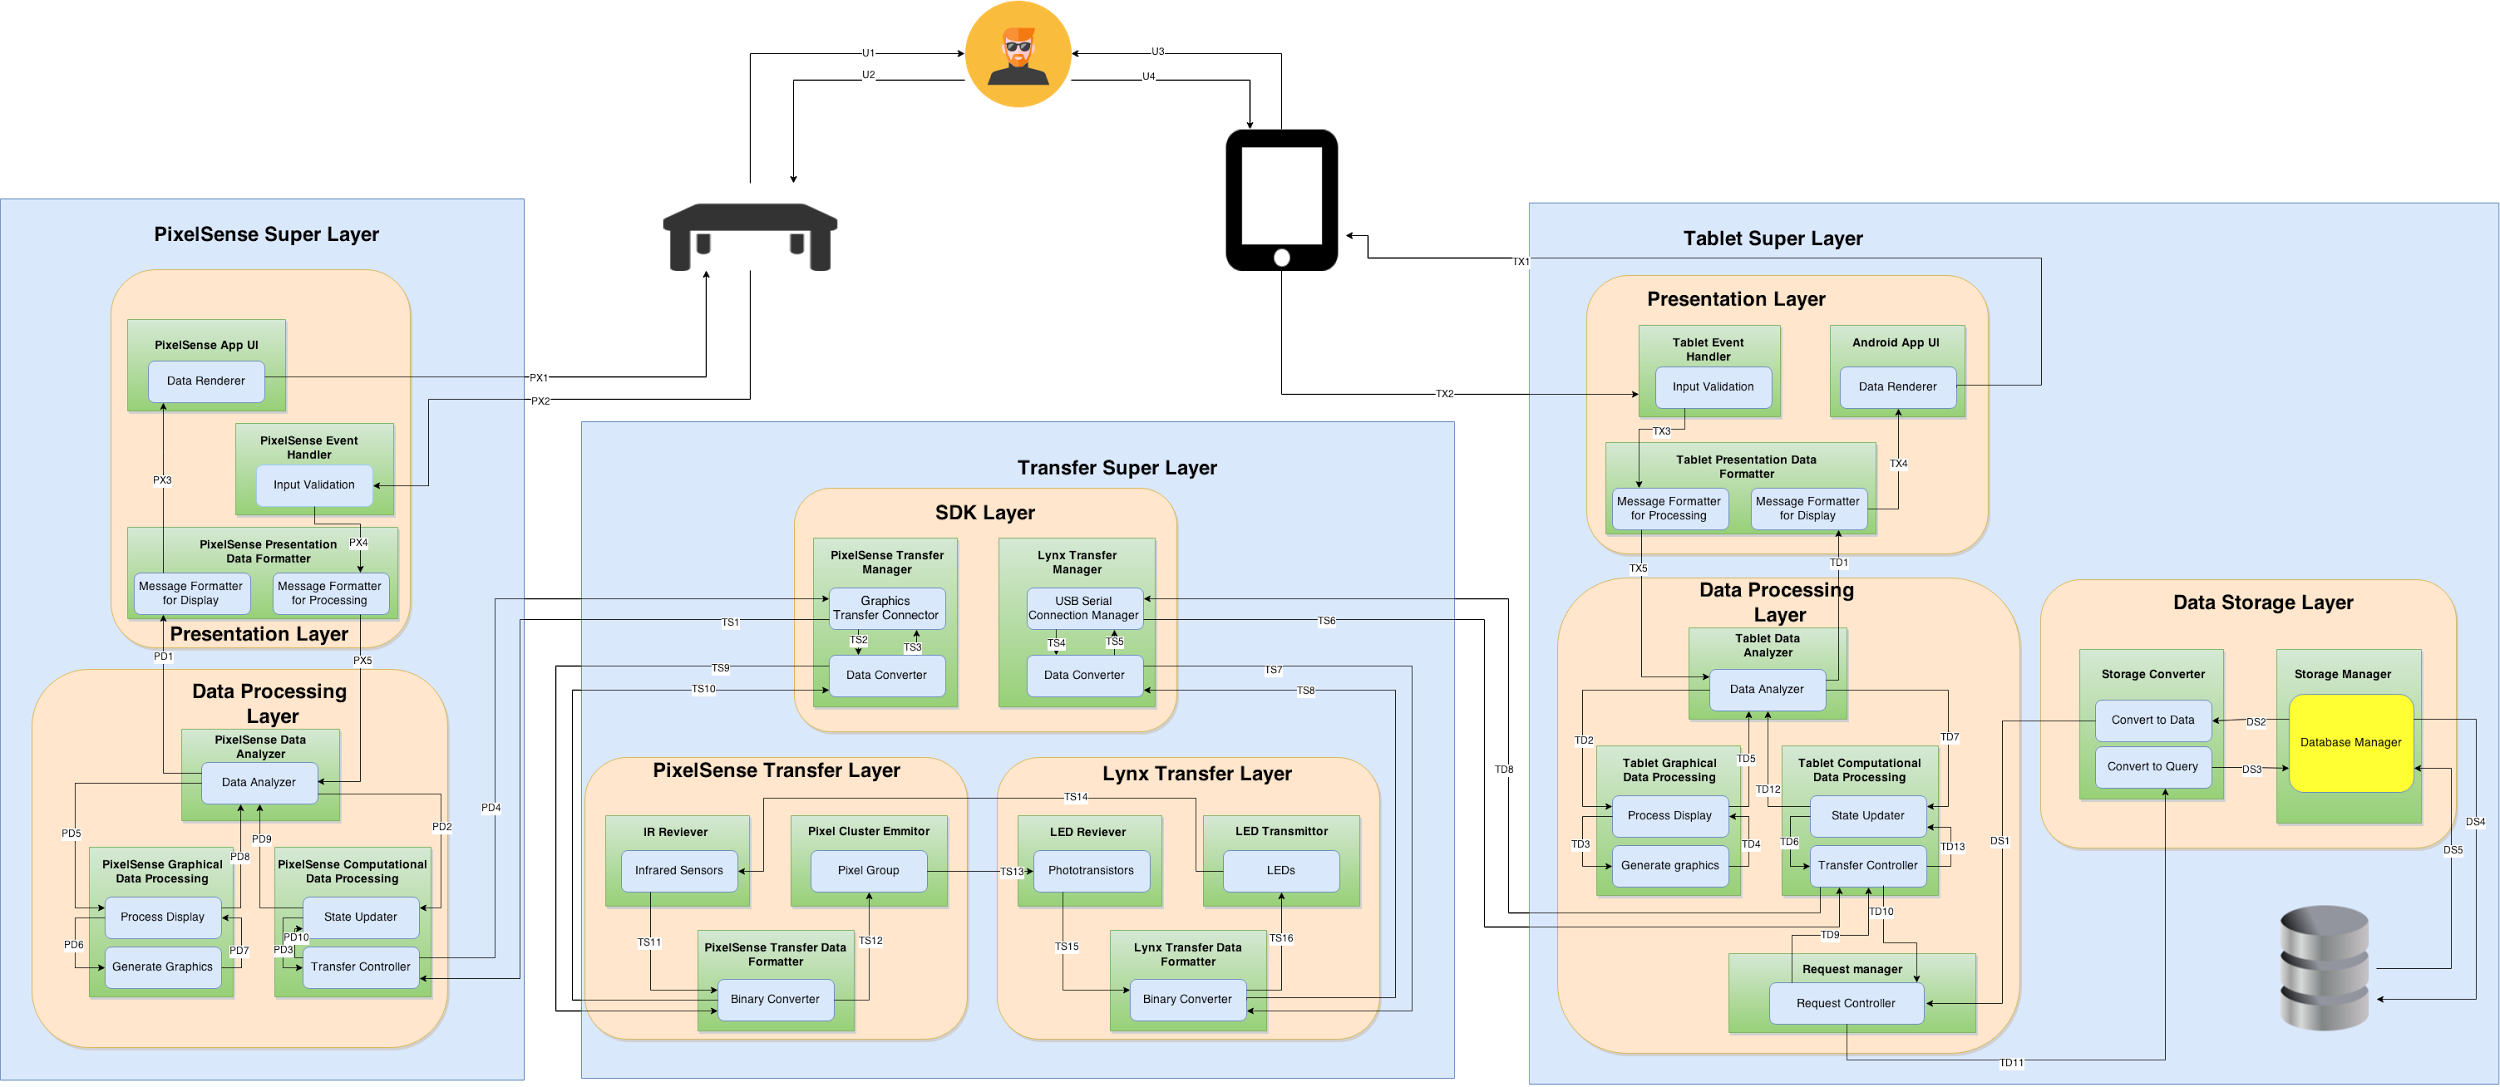 U1
U2
U3
U4
PixelSense Super Layer
PixelSense App UI
Data Renderer
PX1
PX2
PixelSense Event
Handler
Input Validation
PX3
PX4
PixelSense Presentation
Data Formatter
Message Formatter
for Display
Message Formatter
for Processing
Presentation Layer
PD1
PX5
Data Processing
Layer
PixelSense Data
Analyzer
Data Analyzer
PD5
PD8
PD9
PD2
PD4
PixelSense Graphical
Data Processing
Process Display
Generate Graphics
PD6
PD7
PixelSense Computational
Data Processing
State Updater
Transfer Controller
PD10
PD3
Transfer Super Layer
SDK Layer
PixelSense Transfer
Manager
Graphics
Transfer Connector
TS2
TS3
Data Converter
Lynx Transfer
Manager
USB Serial
Connection Manager
TS4
TS5
Data Converter
TS1
TS6
TS9
TS10
TS7
TS8
PixelSense Transfer Layer
IR Reviever
Infrared Sensors
Pixel Cluster Emmitor
Pixel Group
TS11
TS12
PixelSense Transfer Data
Formatter
Binary Converter
TS14
TS13
Lynx Transfer Layer
LED Reviever
Phototransistors
LED Transmittor
LEDs
TS15
TS16
Lynx Transfer Data
Formatter
Binary Converter
Tablet Super Layer
TX1
TX2
Presentation Layer
Tablet Event
Handler
Input Validation
Android App UI
Data Renderer
TX3
TX4
Tablet Presentation Data
Formatter
Message Formatter
for Processing
Message Formatter
for Display
TX5
TD1
Data Processing
Layer
Tablet Data
Analyzer
Data Analyzer
TD2
TD5
TD7
TD12
TD8
Tablet Graphical
Data Processing
Process Display
Generate graphics
TD3
TD4
Tablet Computational
Data Processing
State Updater
Transfer Controller
TD6
TD13
TD10
TD9
Request manager
Request Controller
TD11
DS1
Data Storage Layer
Storage Converter
Convert to Data
Convert to Query
DS2
DS3
Storage Manager
Database Manager
DS4
DS5